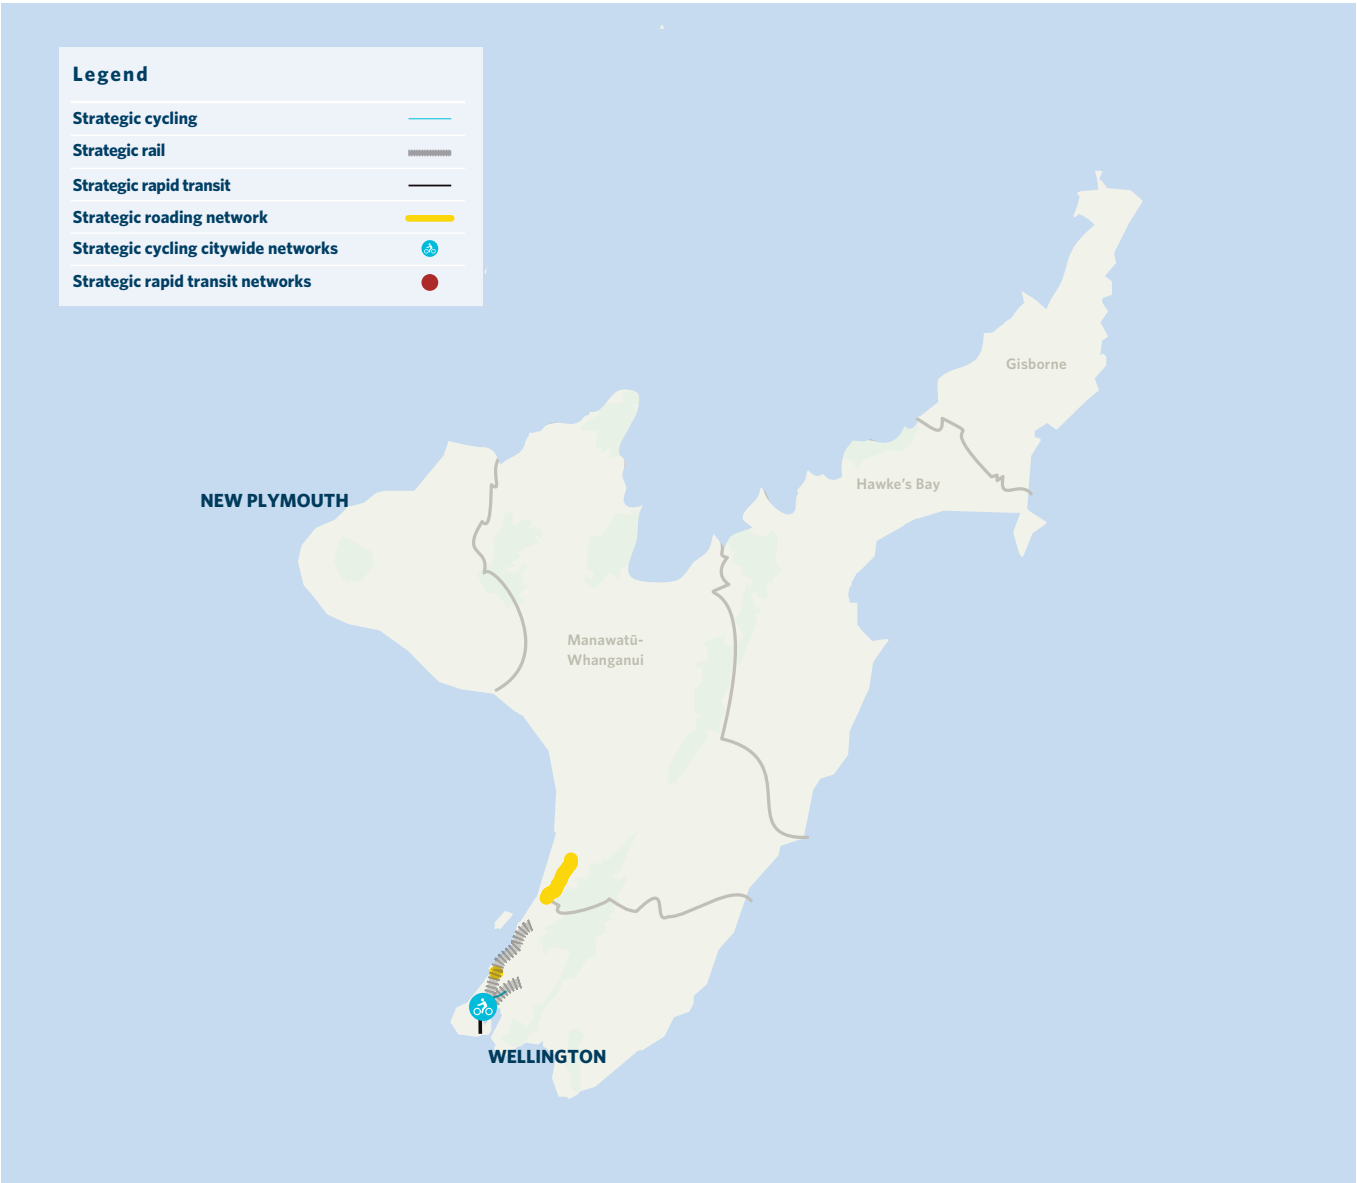 Legend
Strategic cycling
Strategic rail
Strategic rapid transit
Strategic roading network
Strategic cycling citywide networks
Strategic rapid transit networks
Gisborne
Hawke's Bay
NEW PLYMOUTH
Manawatū-
Whanganui
WELLINGTON